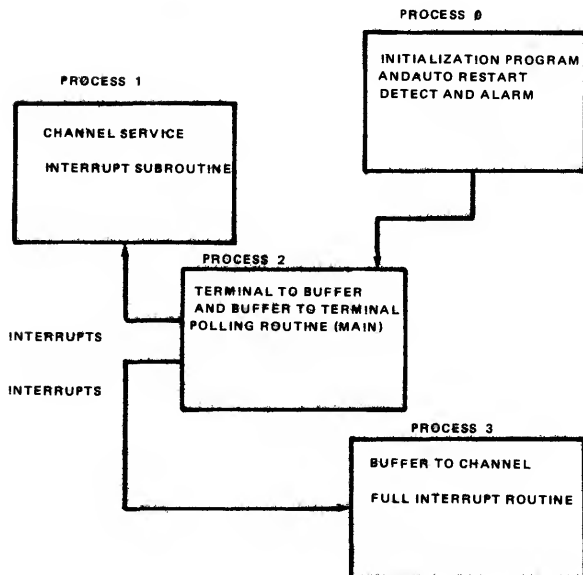 PROCESS 0
INITIALIZATION PROGRAM
ANDAUTO RESTART
DETECT AND ALARM
PROCESS 1
CHANNEL SERVICE
INTERRUPT SUBROUTINE
PROCESS 2
TERMINAL TO BUFFER
AND BUFFER TO TERMINAL
POLLING ROUTINE (MAIN)
INTERRUPTS
INTERRUPTS
PROCESS 3
BUFFER TO CHANNEL
FULL INTERRUPT ROUTINE